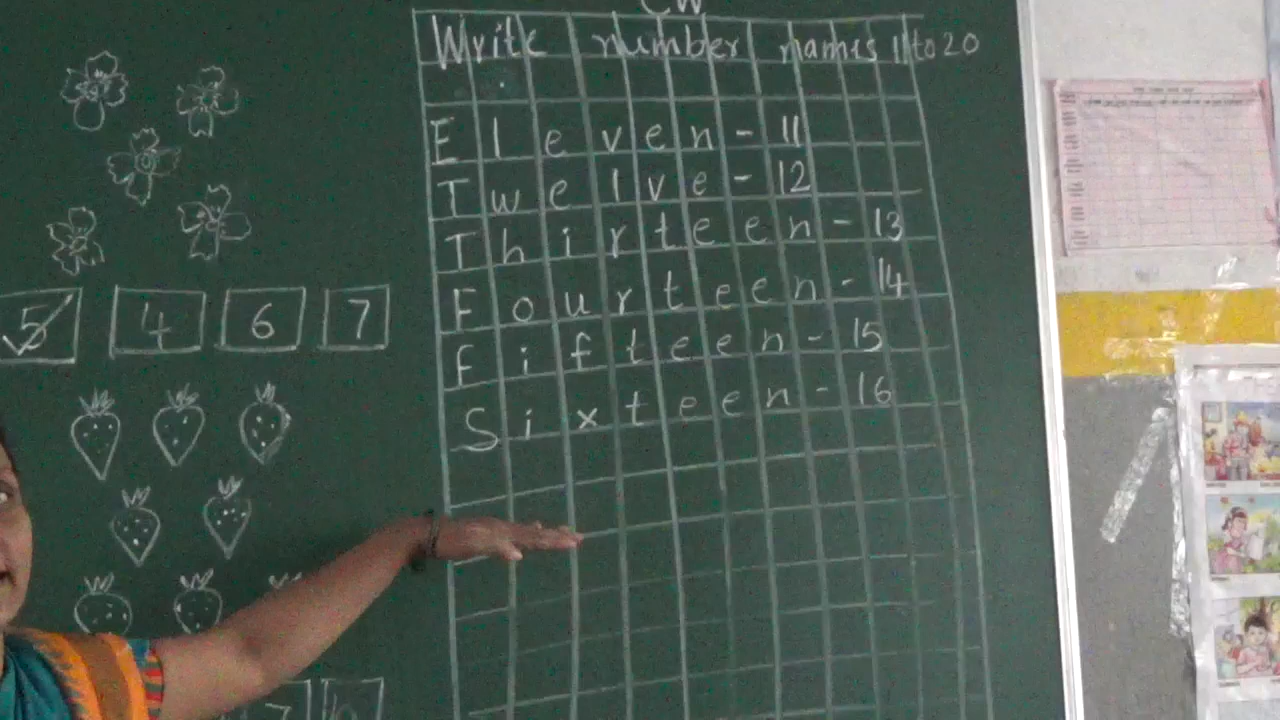 CW
Write number names 11 to 20
Eleven - 11
Twelve - 12
Thirteen - 13
Fourteen - 14
Fifteen - 15
Sixteen - 16
5 4 6 7
7